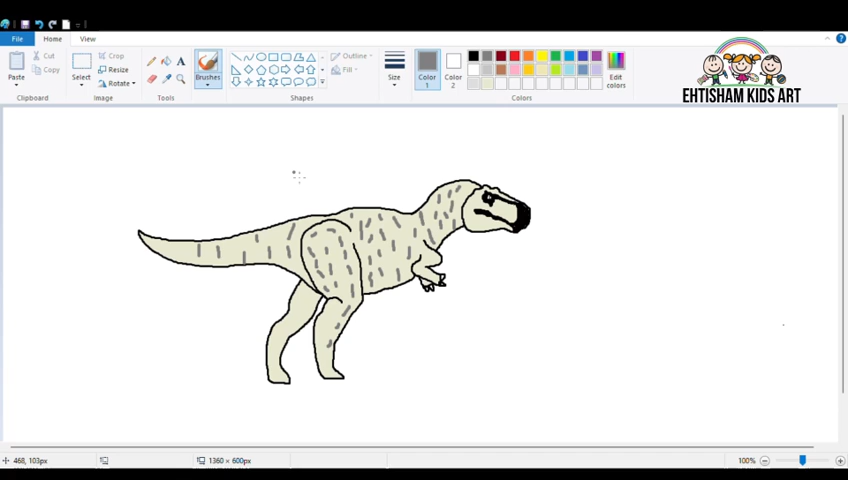 File Home View
Paste
Cut
Copy
Clipboard
Select
Crop
Resize
Rotate
Image
Tools
Brushes
Shapes
Outline
Fill
Size
Color 1
Color 2
Edit colors
Colors
EHTISHAM KIDS ART
468, 103px
1360 × 600px
100%